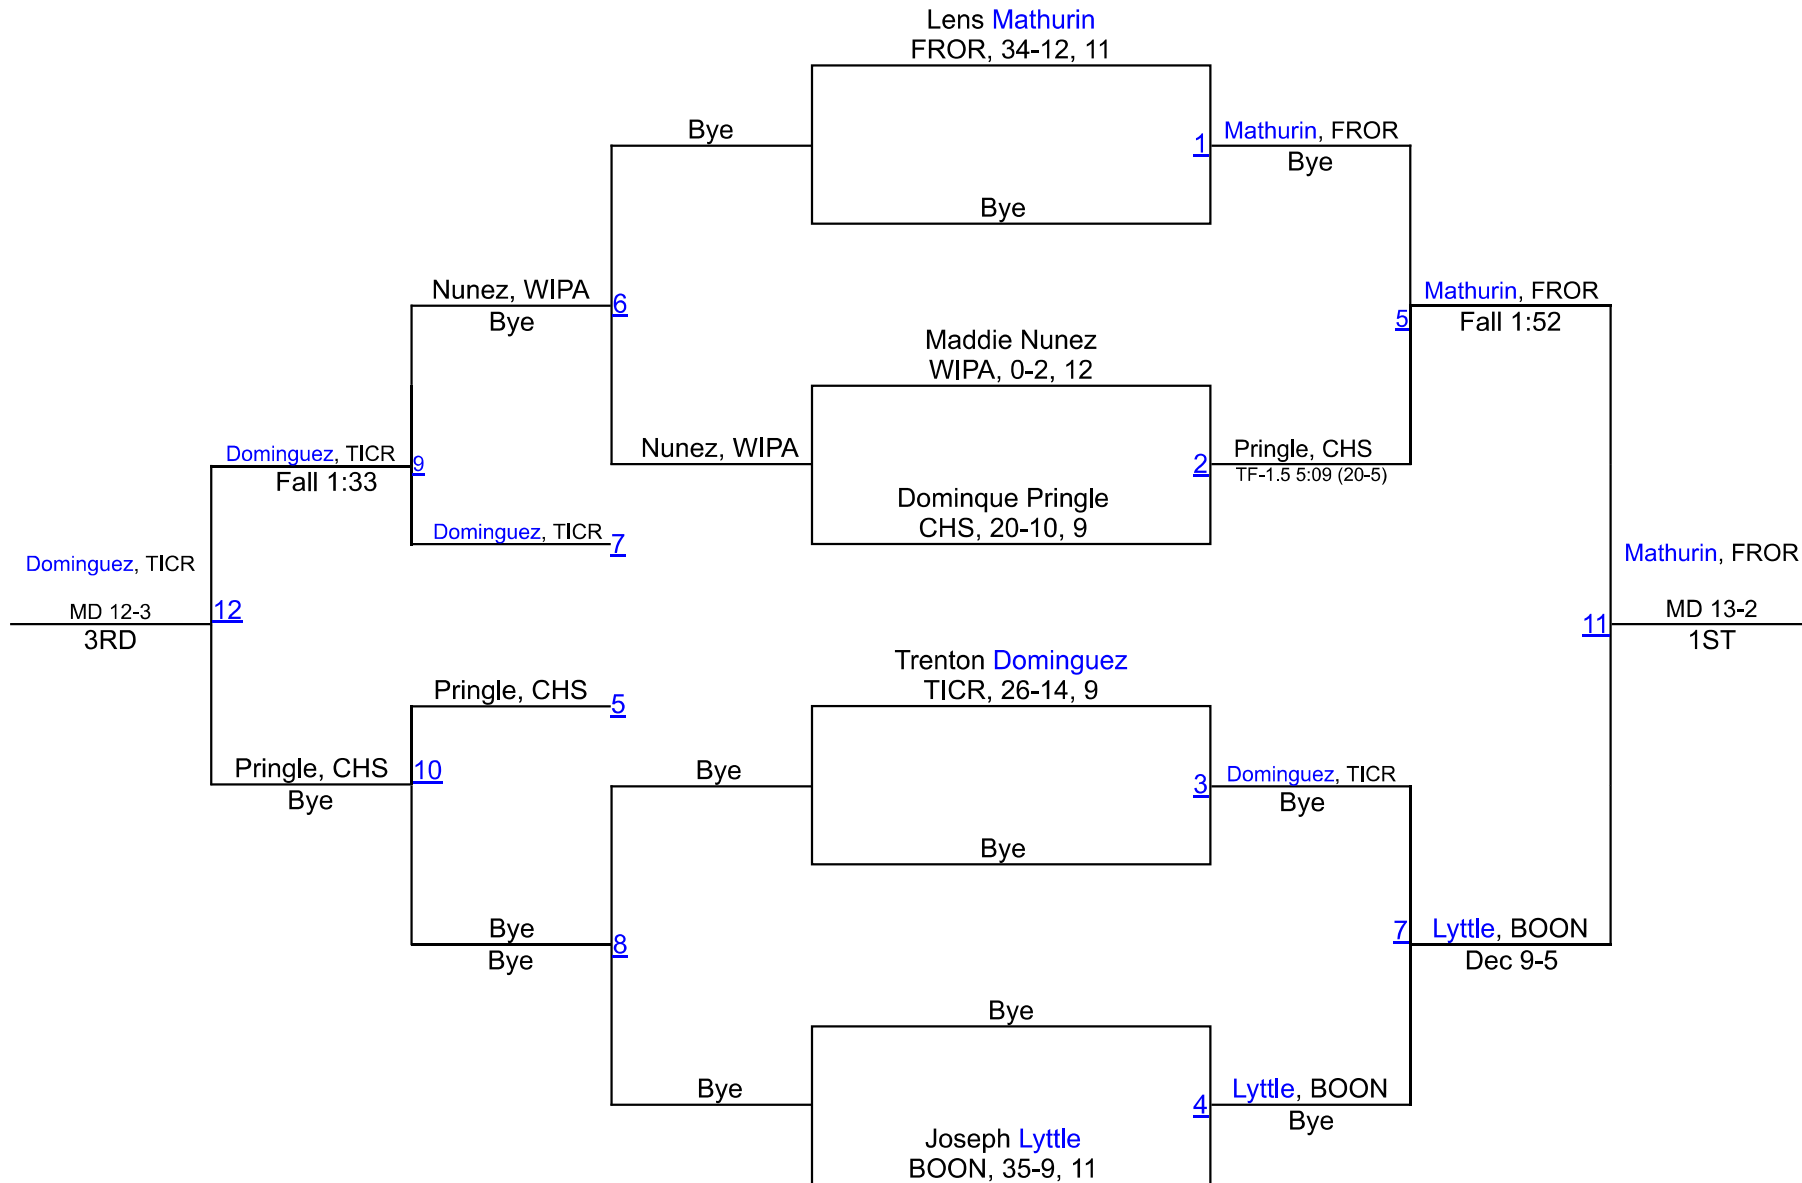 Lens Mathurin
FROR, 34-12, 11
Bye
1
Mathurin, FROR
Bye
Bye
Nunez, WIPA
Bye
6
Mathurin, FROR
Fall 1:52
5
Maddie Nunez
WIPA, 0-2, 12
Nunez, WIPA
2
Pringle, CHS
TF-1.5 5:09 (20-5)
Dominguez, TICR
Fall 1:33
9
Dominque Pringle
CHS, 20-10, 9
Dominguez, TICR
7
Dominguez, TICR
MD 12-3
3RD
12
Mathurin, FROR
MD 13-2
1ST
11
Trenton Dominguez
TICR, 26-14, 9
Pringle, CHS
5
Pringle, CHS
Bye
10
Bye
3
Dominguez, TICR
Bye
Bye
Bye
Bye
8
7
Lyttle, BOON
Dec 9-5
Bye
Bye
4
Lyttle, BOON
Bye
Joseph Lyttle
BOON, 35-9, 11